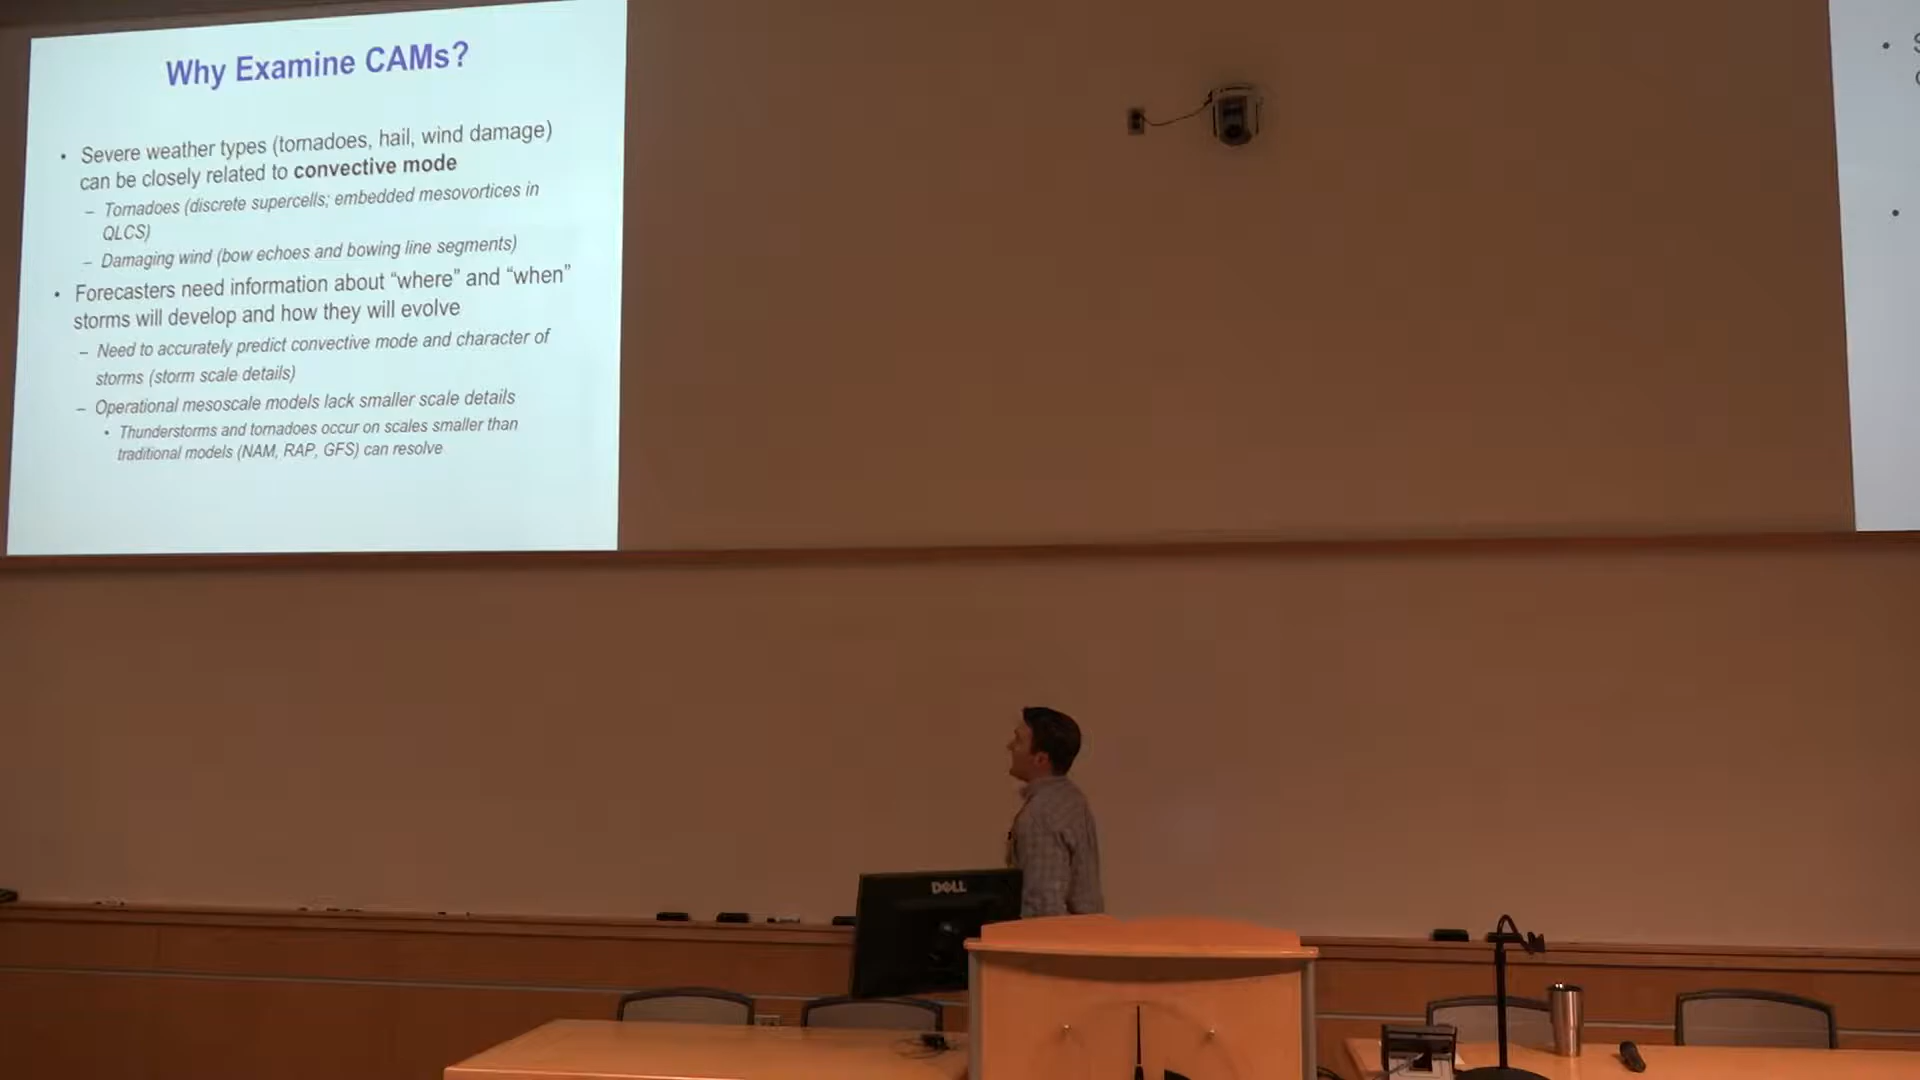 Why Examine CAMs?
• Severe weather types (tornadoes, hail, wind damage)
can be closely related to convective mode
– Tornadoes (discrete supercells; embedded mesovortices in
QLCS)
– Damaging wind (bow echoes and bowing line segments)
• Forecasters need information about “where” and “when”
storms will develop and how they will evolve
– Need to accurately predict convective mode and character of
storms (storm scale details)
– Operational mesoscale models lack smaller scale details
• Thunderstorms and tornadoes occur on scales smaller than
traditional models (NAM, RAP, GFS) can resolve
DELL